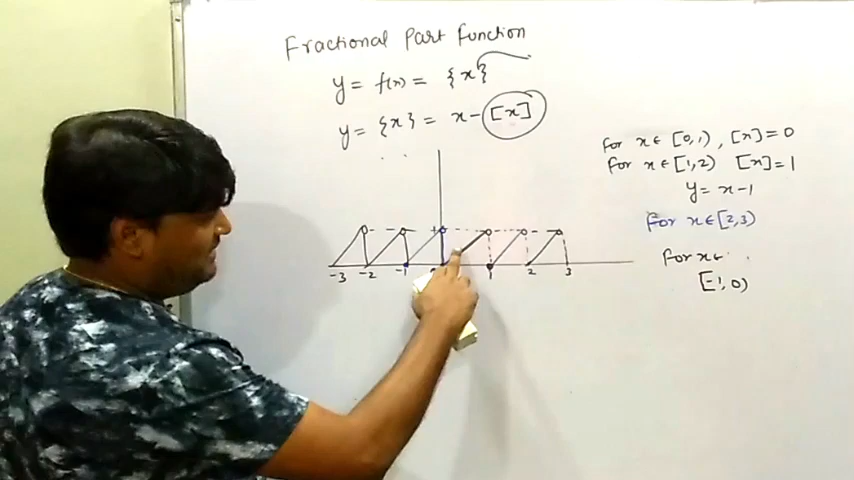 Fractional Part Function
y = f(x) = {x}
y = {x} = x - [x]
for x ∈ [0,1) , [x] = 0
for x ∈ [1,2) [x] = 1
y = x - 1
For x ∈ [2,3)
For x ∈
[-1, 0)
-3 -2 -1 1 2 3